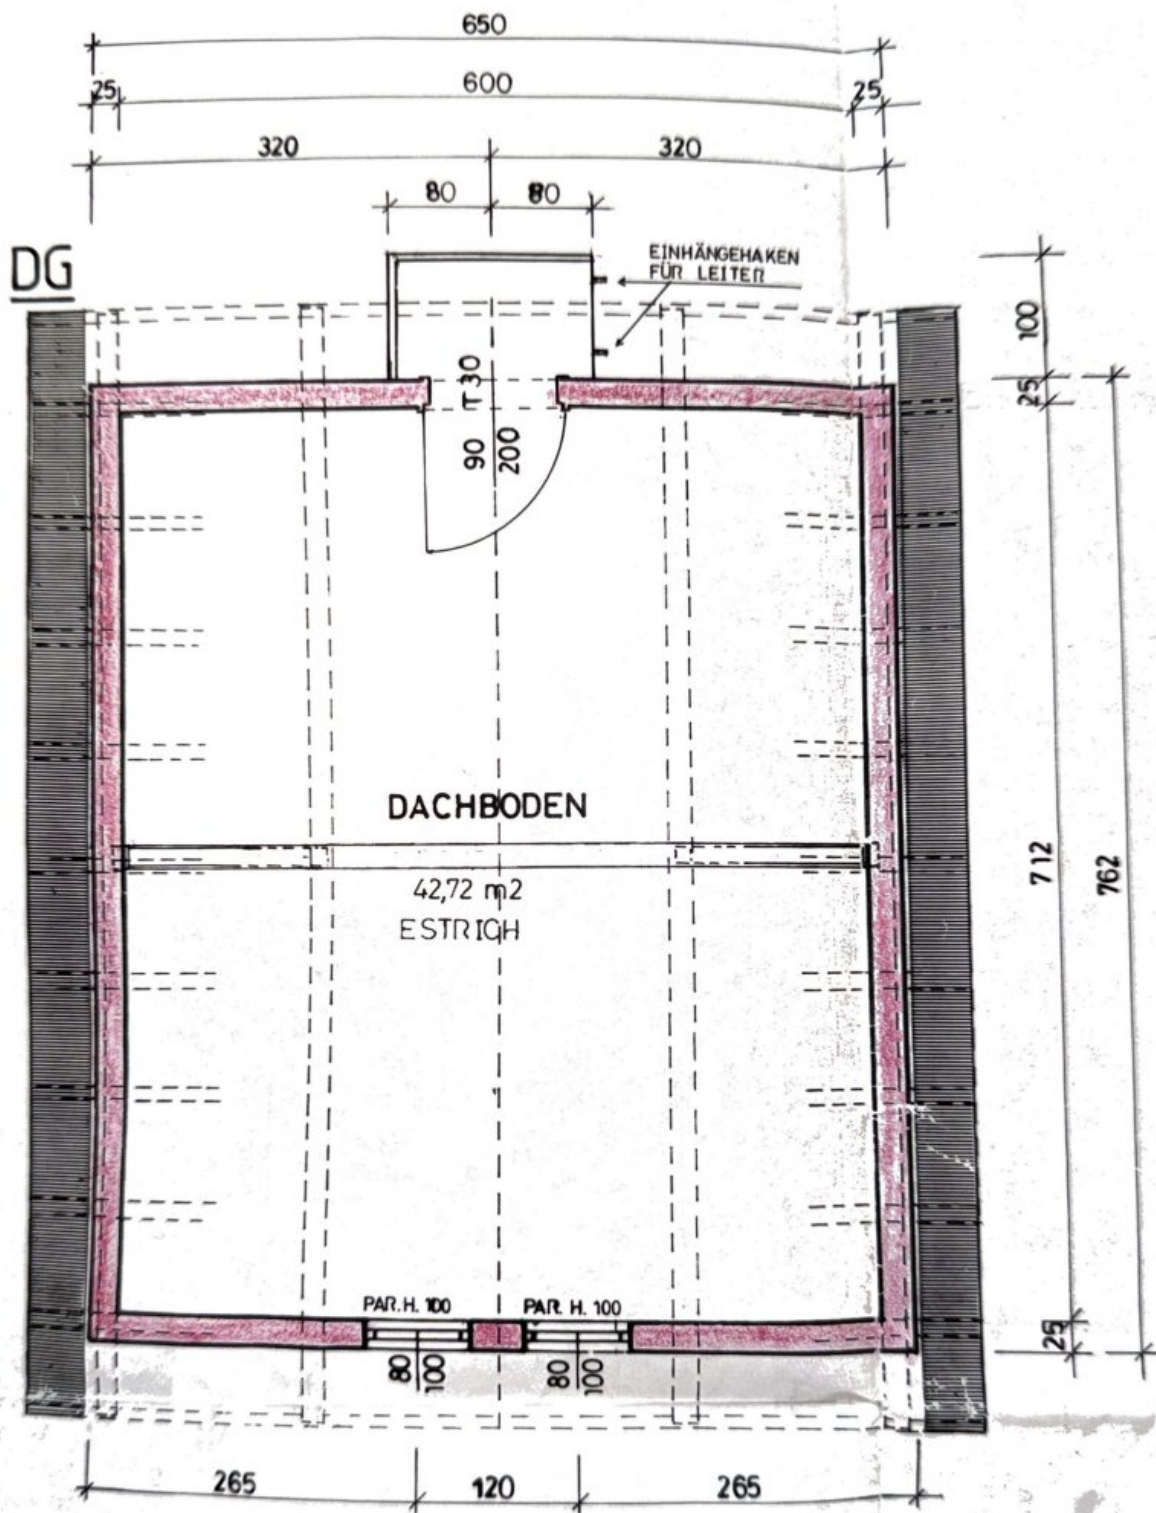 650
25 600 25
320 320
80 80
DG
EINHÄNGEHAKEN
FÜR LEITER
100
T 30
25
90
200
DACHBODEN
42,72 m2
ESTRICH
712
762
PAR. H. 100 PAR. H. 100
25
80
100
80
100
265 120 265